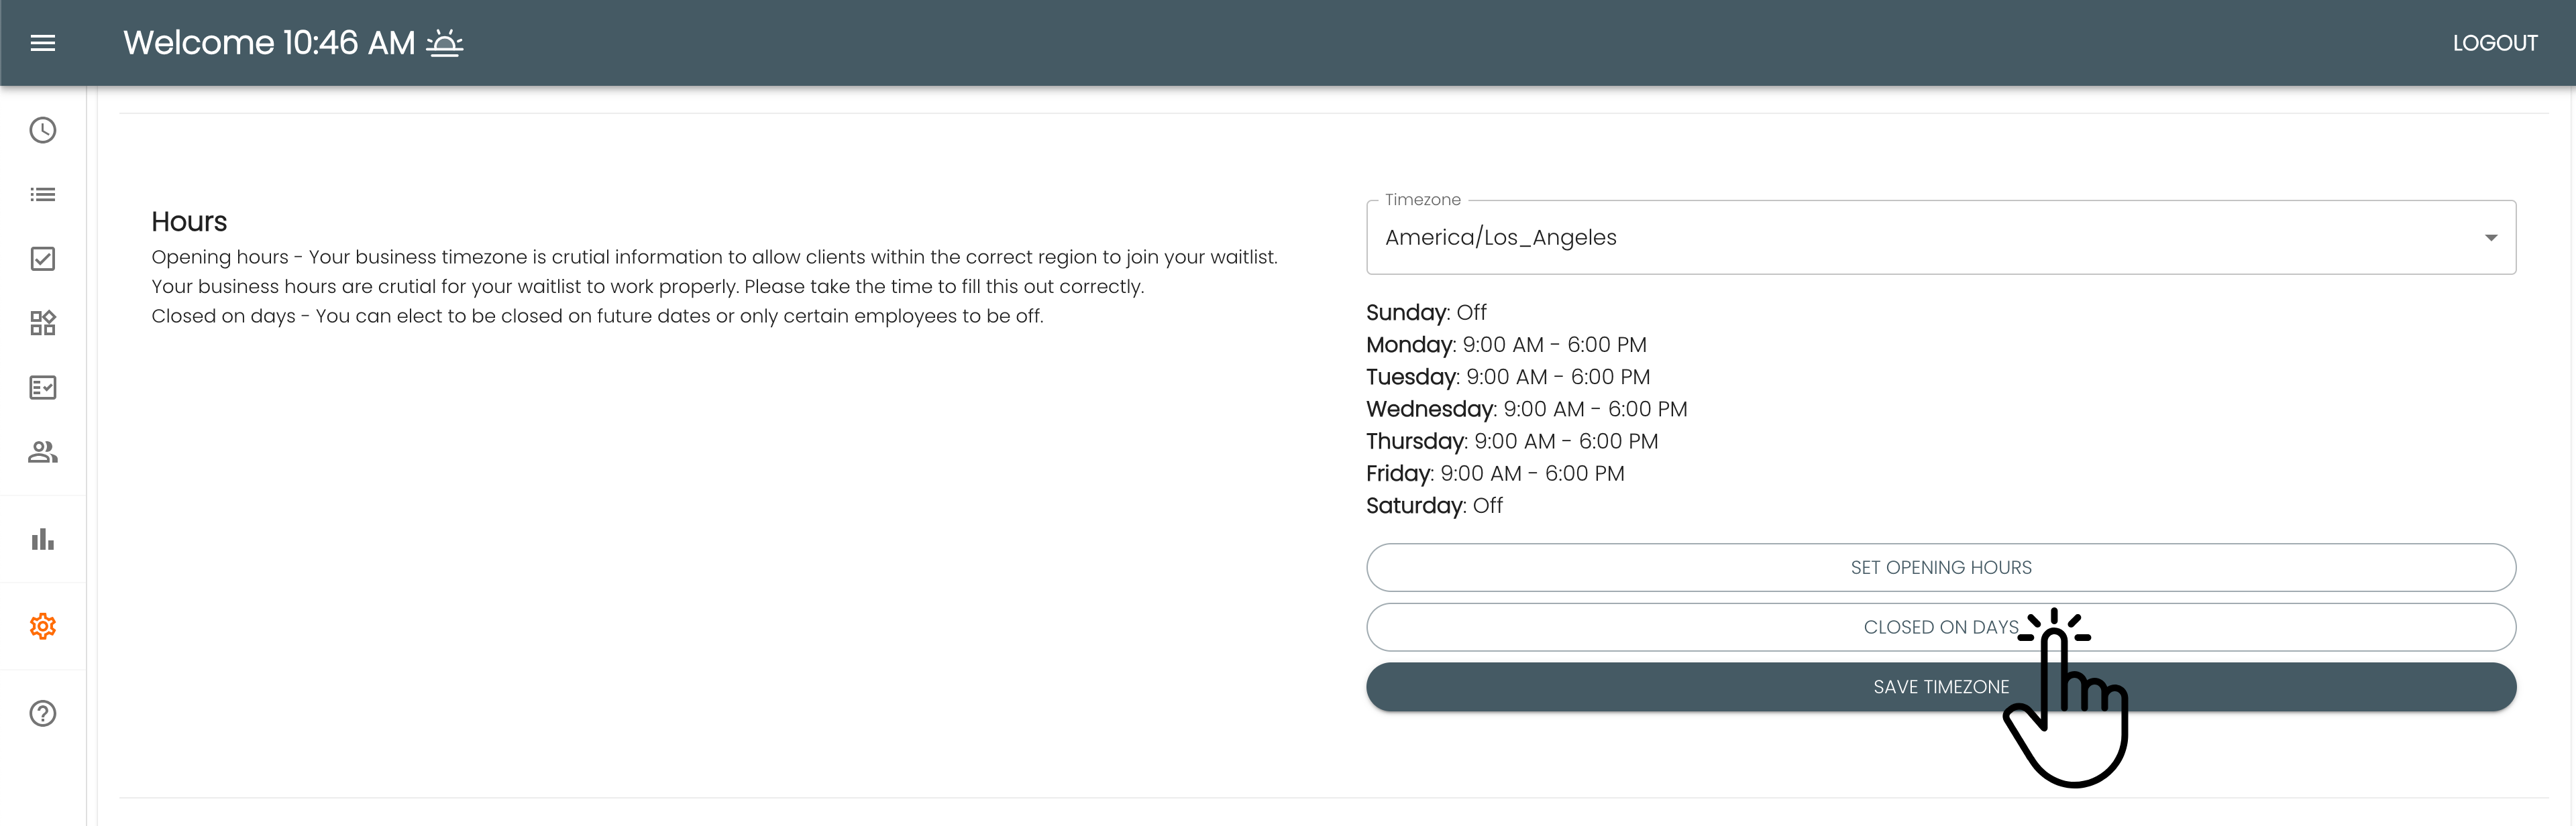 Welcome 10:46 AM
LOGOUT
Hours
Opening hours - Your business timezone is crutial information to allow clients within the correct region to join your waitlist.
Your business hours are crutial for your waitlist to work properly. Please take the time to fill this out correctly.
Closed on days - You can elect to be closed on future dates or only certain employees to be off.
Timezone
America/Los_Angeles
Sunday: Off
Monday: 9:00 AM - 6:00 PM
Tuesday: 9:00 AM - 6:00 PM
Wednesday: 9:00 AM - 6:00 PM
Thursday: 9:00 AM - 6:00 PM
Friday: 9:00 AM - 6:00 PM
Saturday: Off
SET OPENING HOURS
CLOSED ON DAYS
SAVE TIMEZONE